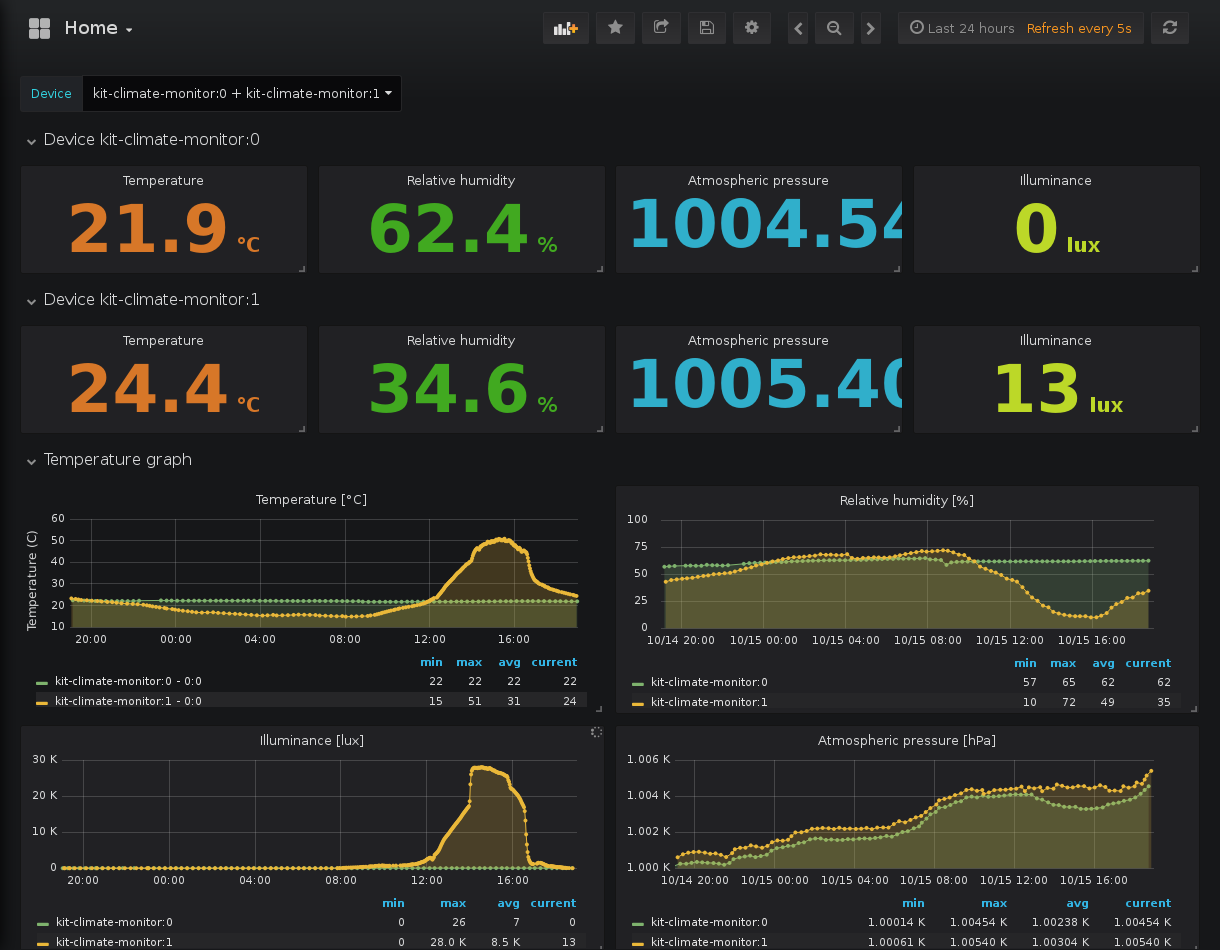 Home
Last 24 hours Refresh every 5s
Device kit-climate-monitor:0 + kit-climate-monitor:1
Device kit-climate-monitor:0
Temperature Relative humidity Atmospheric pressure Illuminance
21.9 °C 62.4 % 1004.54 0 lux
Device kit-climate-monitor:1
Temperature Relative humidity Atmospheric pressure Illuminance
24.4 °C 34.6 % 1005.40 13 lux
Temperature graph
Temperature [°C]
Temperature (C)
60
50
40
30
20
10
20:00 00:00 04:00 08:00 12:00 16:00
min max avg current
kit-climate-monitor:0 - 0:0 22 22 22 22
kit-climate-monitor:1 - 0:0 15 51 31 24
Relative humidity [%]
100
75
50
25
0
10/14 20:00 10/15 00:00 10/15 04:00 10/15 08:00 10/15 12:00 10/15 16:00
min max avg current
kit-climate-monitor:0 57 65 62 62
kit-climate-monitor:1 10 72 49 35
Illuminance [lux]
30 K
20 K
10 K
0
20:00 00:00 04:00 08:00 12:00 16:00
min max avg current
kit-climate-monitor:0 0 26 7 0
kit-climate-monitor:1 0 28.0 K 8.5 K 13
Atmospheric pressure [hPa]
1.006 K
1.004 K
1.002 K
1.000 K
10/14 20:00 10/15 00:00 10/15 04:00 10/15 08:00 10/15 12:00 10/15 16:00
min max avg current
kit-climate-monitor:0 1.00014 K 1.00454 K 1.00238 K 1.00454 K
kit-climate-monitor:1 1.00061 K 1.00540 K 1.00304 K 1.00540 K